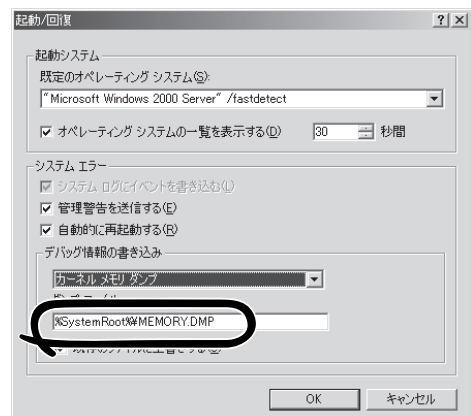 起動/回復
起動システム
既定のオペレーティング システム(S):
"Microsoft Windows 2000 Server" /fastdetect
オペレーティング システムの一覧を表示する(D) 30 秒間
システム エラー
システム ログにイベントを書き込む(L)
管理警告を送信する(E)
自動的に再起動する(R)
デバッグ情報の書き込み
カーネル メモリ ダンプ
%SystemRoot%¥MEMORY.DMP
OK キャンセル